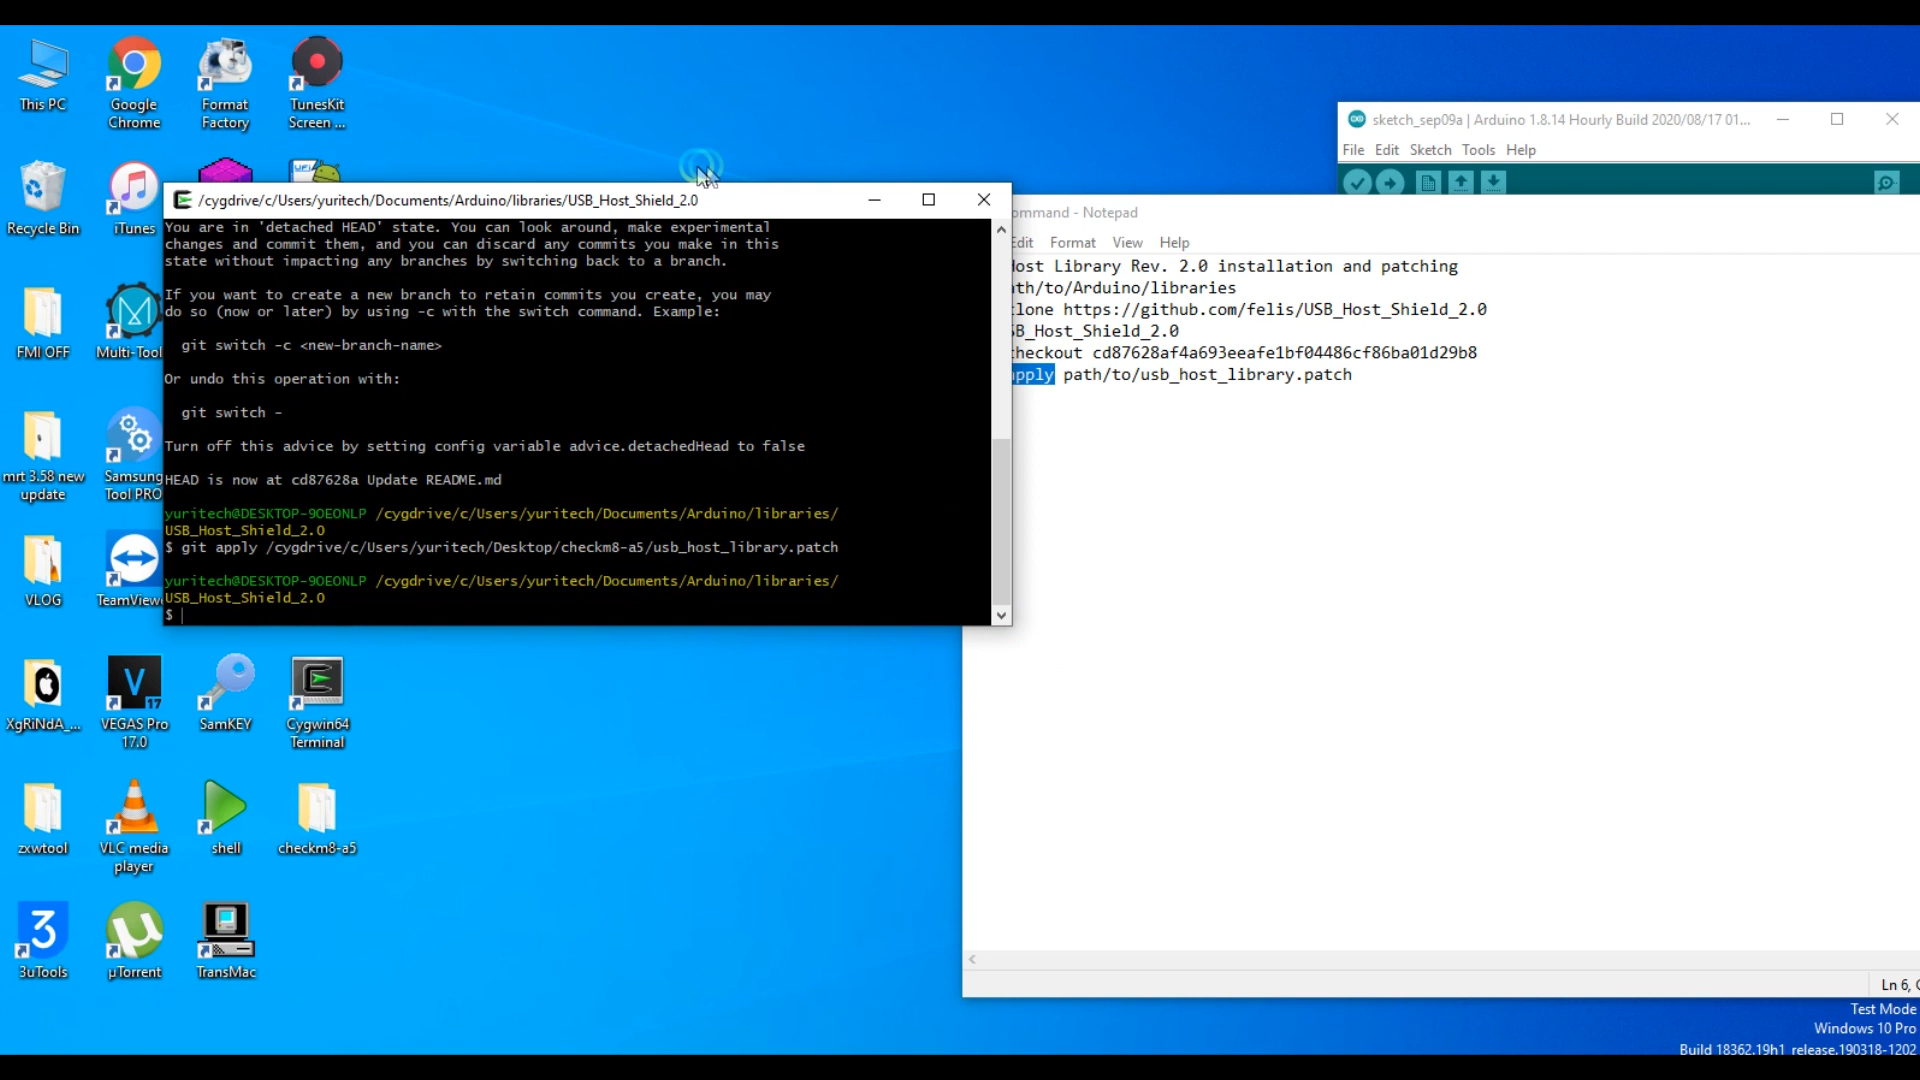 This PC
Google
Chrome
Format
Factory
TunesKit
Screen ...
Recycle Bin
iTunes
FMI OFF
Multi-Tool
mrt 3.58 new
update
Samsung
Tool PRO
VLOG
TeamView
XgRiNdA_...
VEGAS Pro
17.0
SamKEY
Cygwin64
Terminal
zxwtool
VLC media
player
shell
checkm8-a5
3uTools
µTorrent
TransMac
/cygdrive/c/Users/yuritech/Documents/Arduino/libraries/USB_Host_Shield_2.0
You are in 'detached HEAD' state. You can look around, make experimental
changes and commit them, and you can discard any commits you make in this
state without impacting any branches by switching back to a branch.
If you want to create a new branch to retain commits you create, you may
do so (now or later) by using -c with the switch command. Example:
git switch -c <new-branch-name>
Or undo this operation with:
git switch -
Turn off this advice by setting config variable advice.detachedHead to false
HEAD is now at cd87628a Update README.md
yuritech@DESKTOP-9OEONLP /cygdrive/c/Users/yuritech/Documents/Arduino/libraries/
USB_Host_Shield_2.0
$ git apply /cygdrive/c/Users/yuritech/Desktop/checkm8-a5/usb_host_library.patch
yuritech@DESKTOP-9OEONLP /cygdrive/c/Users/yuritech/Documents/Arduino/libraries/
USB_Host_Shield_2.0
$
sketch_sep09a | Arduino 1.8.14 Hourly Build 2020/08/17 01...
File Edit Sketch Tools Help
ommand - Notepad
Edit Format View Help
Host Library Rev. 2.0 installation and patching
ath/to/Arduino/libraries
clone https://github.com/felis/USB_Host_Shield_2.0
SB_Host_Shield_2.0
checkout cd87628af4a693eeafe1bf04486cf86ba01d29b8
apply path/to/usb_host_library.patch
Ln 6, C
Test Mode
Windows 10 Pro
Build 18362.19h1_release.190318-1202